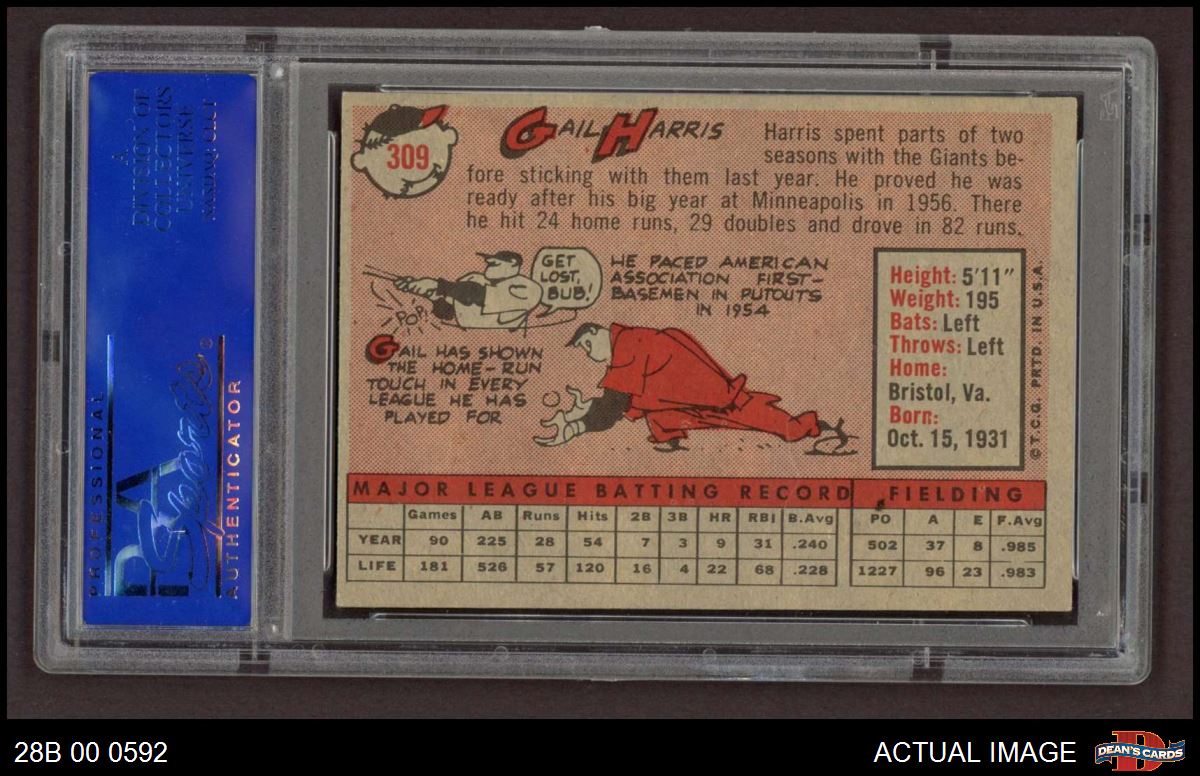 A
DIVISION OF
COLLECTORS
UNIVERSE
NASDAQ: CLCT
PROFESSIONAL
PSA
Sports ®
AUTHENTICATOR
309
GAIL HARRIS
Harris spent parts of two
seasons with the Giants be-
fore sticking with them last year. He proved he was
ready after his big year at Minneapolis in 1956. There
he hit 24 home runs, 29 doubles and drove in 82 runs.
GET
LOST,
BUB!
POP!
HE PACED AMERICAN
ASSOCIATION FIRST-
BASEMEN IN PUTOUTS
IN 1954
GAIL HAS SHOWN
THE HOME-RUN
TOUCH IN EVERY
LEAGUE HE HAS
PLAYED FOR
Height: 5'11"
Weight: 195
Bats: Left
Throws: Left
Home:
Bristol, Va.
Born:
Oct. 15, 1931
© T.C.G. PRTD. IN U.S.A.
MAJOR LEAGUE BATTING RECORD FIELDING
Games AB Runs Hits 2B 3B HR RBI B.Avg PO A E F.Avg
YEAR 90 225 28 54 7 3 9 31 .240 502 37 8 .985
LIFE 181 526 57 120 16 4 22 68 .228 1227 96 23 .983
28B 00 0592
ACTUAL IMAGE
DEAN'S CARDS